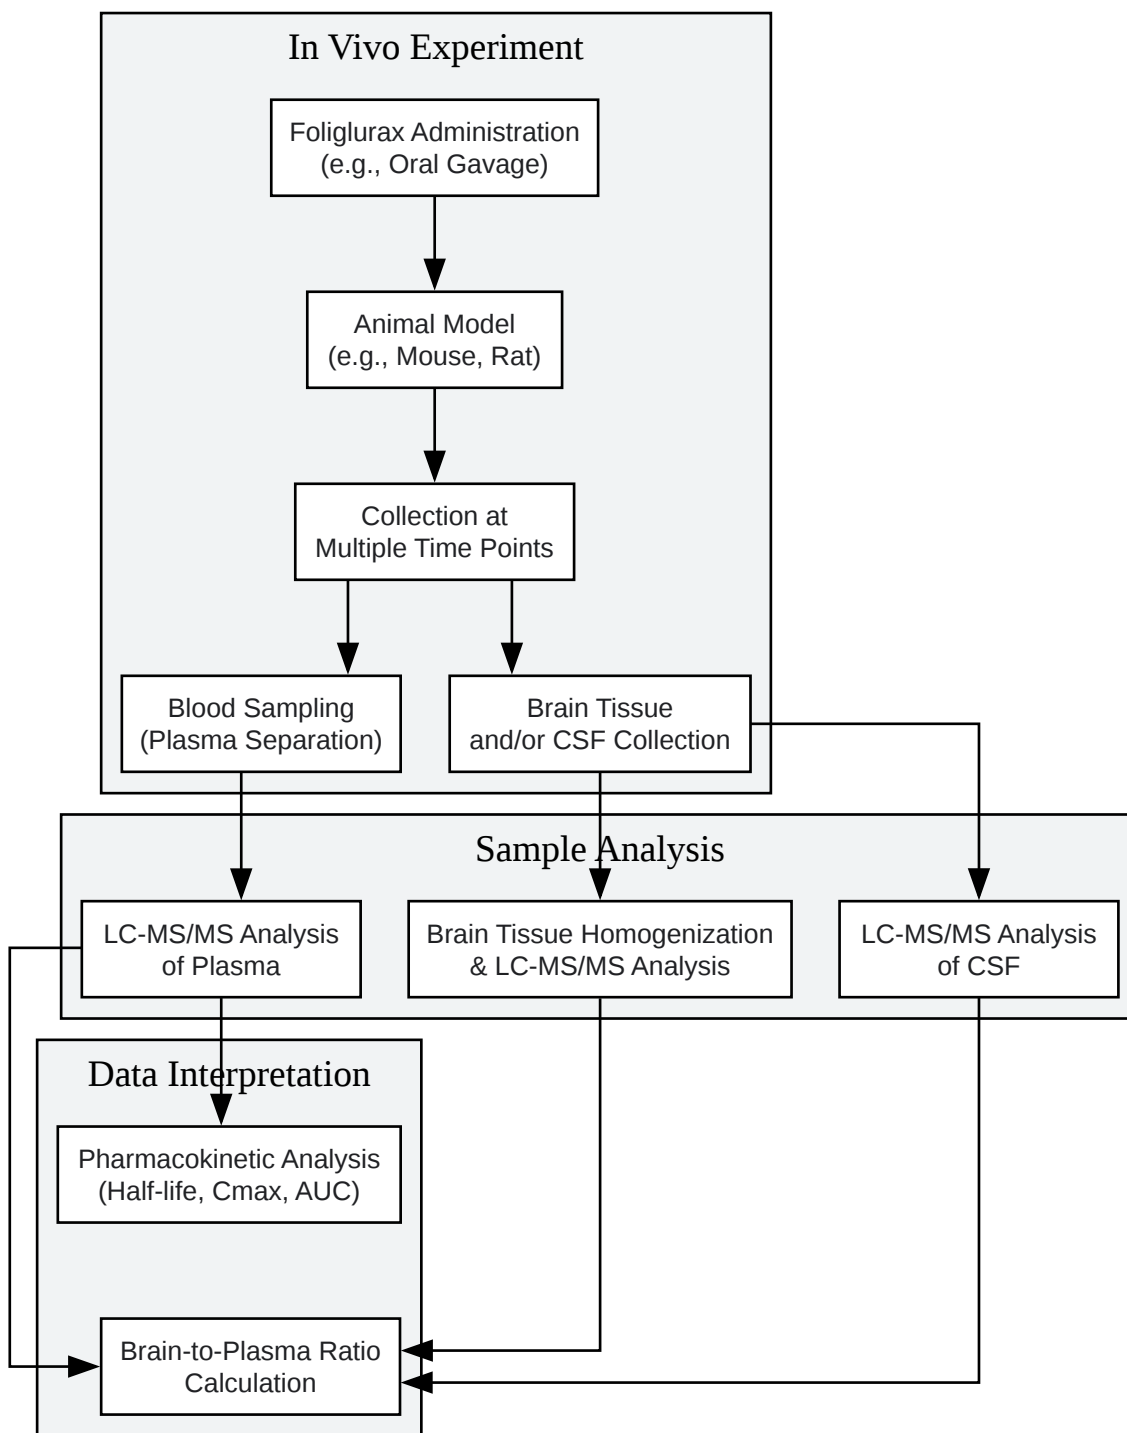 In Vivo Experiment
Foliglurax Administration
(e.g., Oral Gavage)
Animal Model
(e.g., Mouse, Rat)
Collection at
Multiple Time Points
Blood Sampling
(Plasma Separation)
Brain Tissue
and/or CSF Collection
Sample Analysis
LC-MS/MS Analysis
of Plasma
Brain Tissue Homogenization
& LC-MS/MS Analysis
LC-MS/MS Analysis
of CSF
Data Interpretation
Pharmacokinetic Analysis
(Half-life, Cmax, AUC)
Brain-to-Plasma Ratio
Calculation